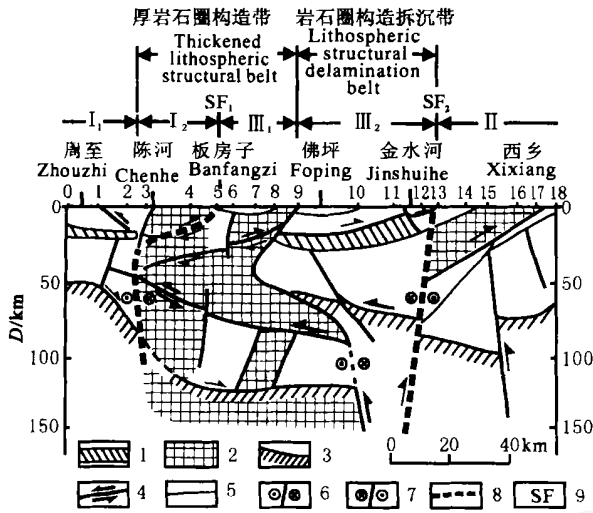 厚岩石圈构造带 岩石圈构造拆沉带
Thickened lithospheric structural belt
Lithospheric structural delamination belt
SF₁ SF₂
I₁ I₂ III₁ III₂ II
周至 陈河 板房子 佛坪 金水河 西乡
Zhouzhi Chenhe Banfangzi Foping Jinshuihe Xixiang
0 1 2 3 4 5 6 7 8 9 10 11 12 13 14 15 16 17 18
D/km
0 0
50 50
100 100
150 150
0 20 40 km
1 2 3
4 5 6 7 8 SF 9